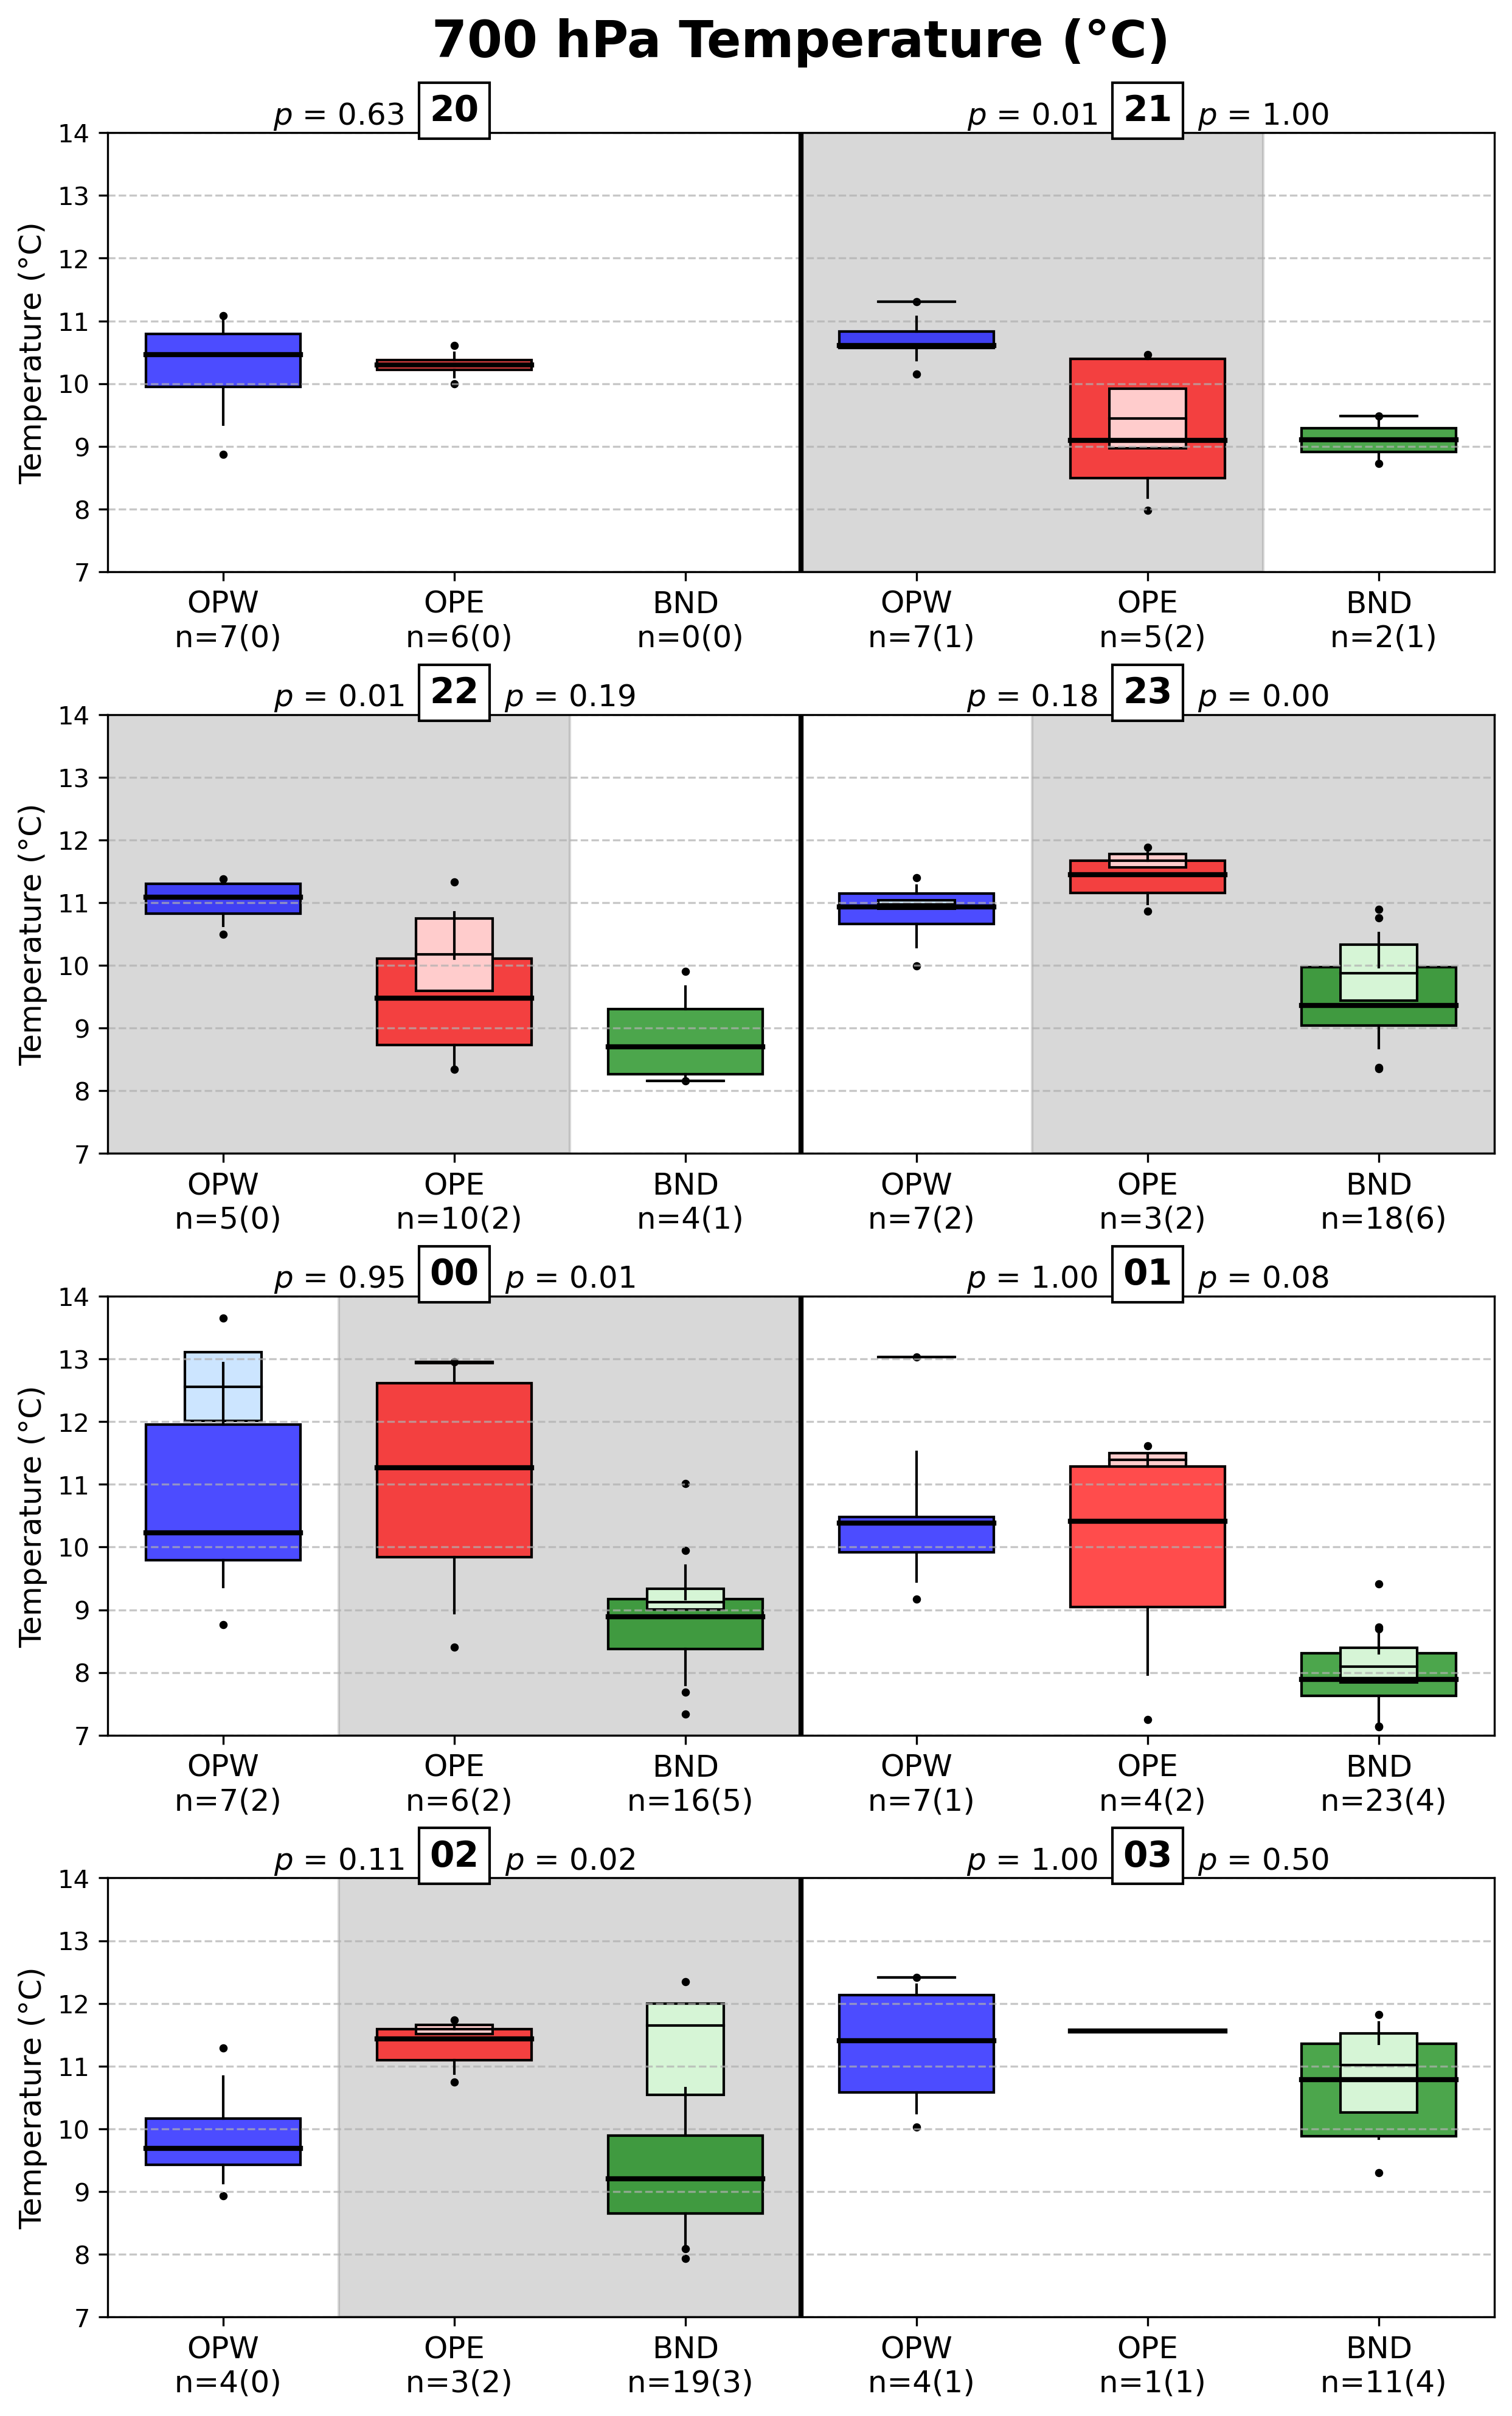 700 hPa Temperature (°C)
p = 0.63 20
p = 0.01 21 p = 1.00
Temperature (°C)
14
13
12
11
10
9
8
7
OPW OPE BND OPW OPE BND
n=7(0) n=6(0) n=0(0) n=7(1) n=5(2) n=2(1)
p = 0.01 22 p = 0.19
p = 0.18 23 p = 0.00
Temperature (°C)
14
13
12
11
10
9
8
7
OPW OPE BND OPW OPE BND
n=5(0) n=10(2) n=4(1) n=7(2) n=3(2) n=18(6)
p = 0.95 00 p = 0.01
p = 1.00 01 p = 0.08
Temperature (°C)
14
13
12
11
10
9
8
7
OPW OPE BND OPW OPE BND
n=7(2) n=6(2) n=16(5) n=7(1) n=4(2) n=23(4)
p = 0.11 02 p = 0.02
p = 1.00 03 p = 0.50
Temperature (°C)
14
13
12
11
10
9
8
7
OPW OPE BND OPW OPE BND
n=4(0) n=3(2) n=19(3) n=4(1) n=1(1) n=11(4)